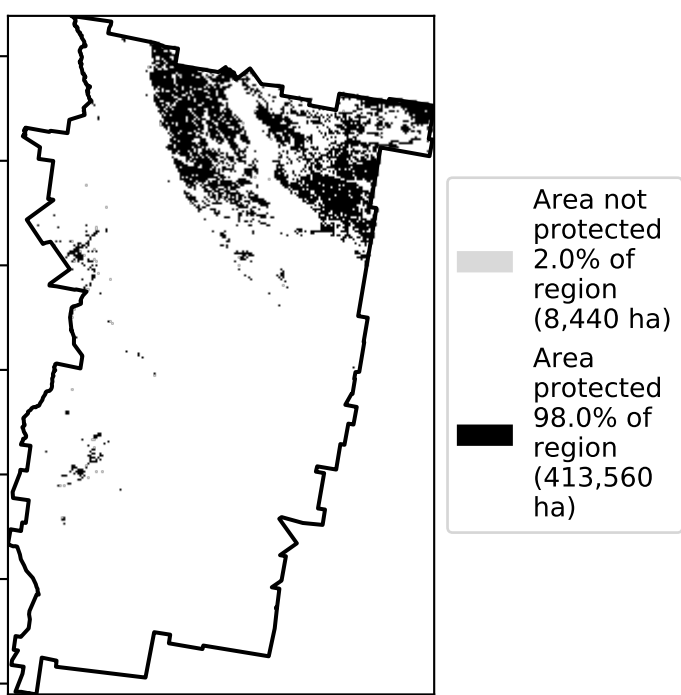 Area not
protected
2.0% of
region
(8,440 ha)
Area
protected
98.0% of
region
(413,560
ha)